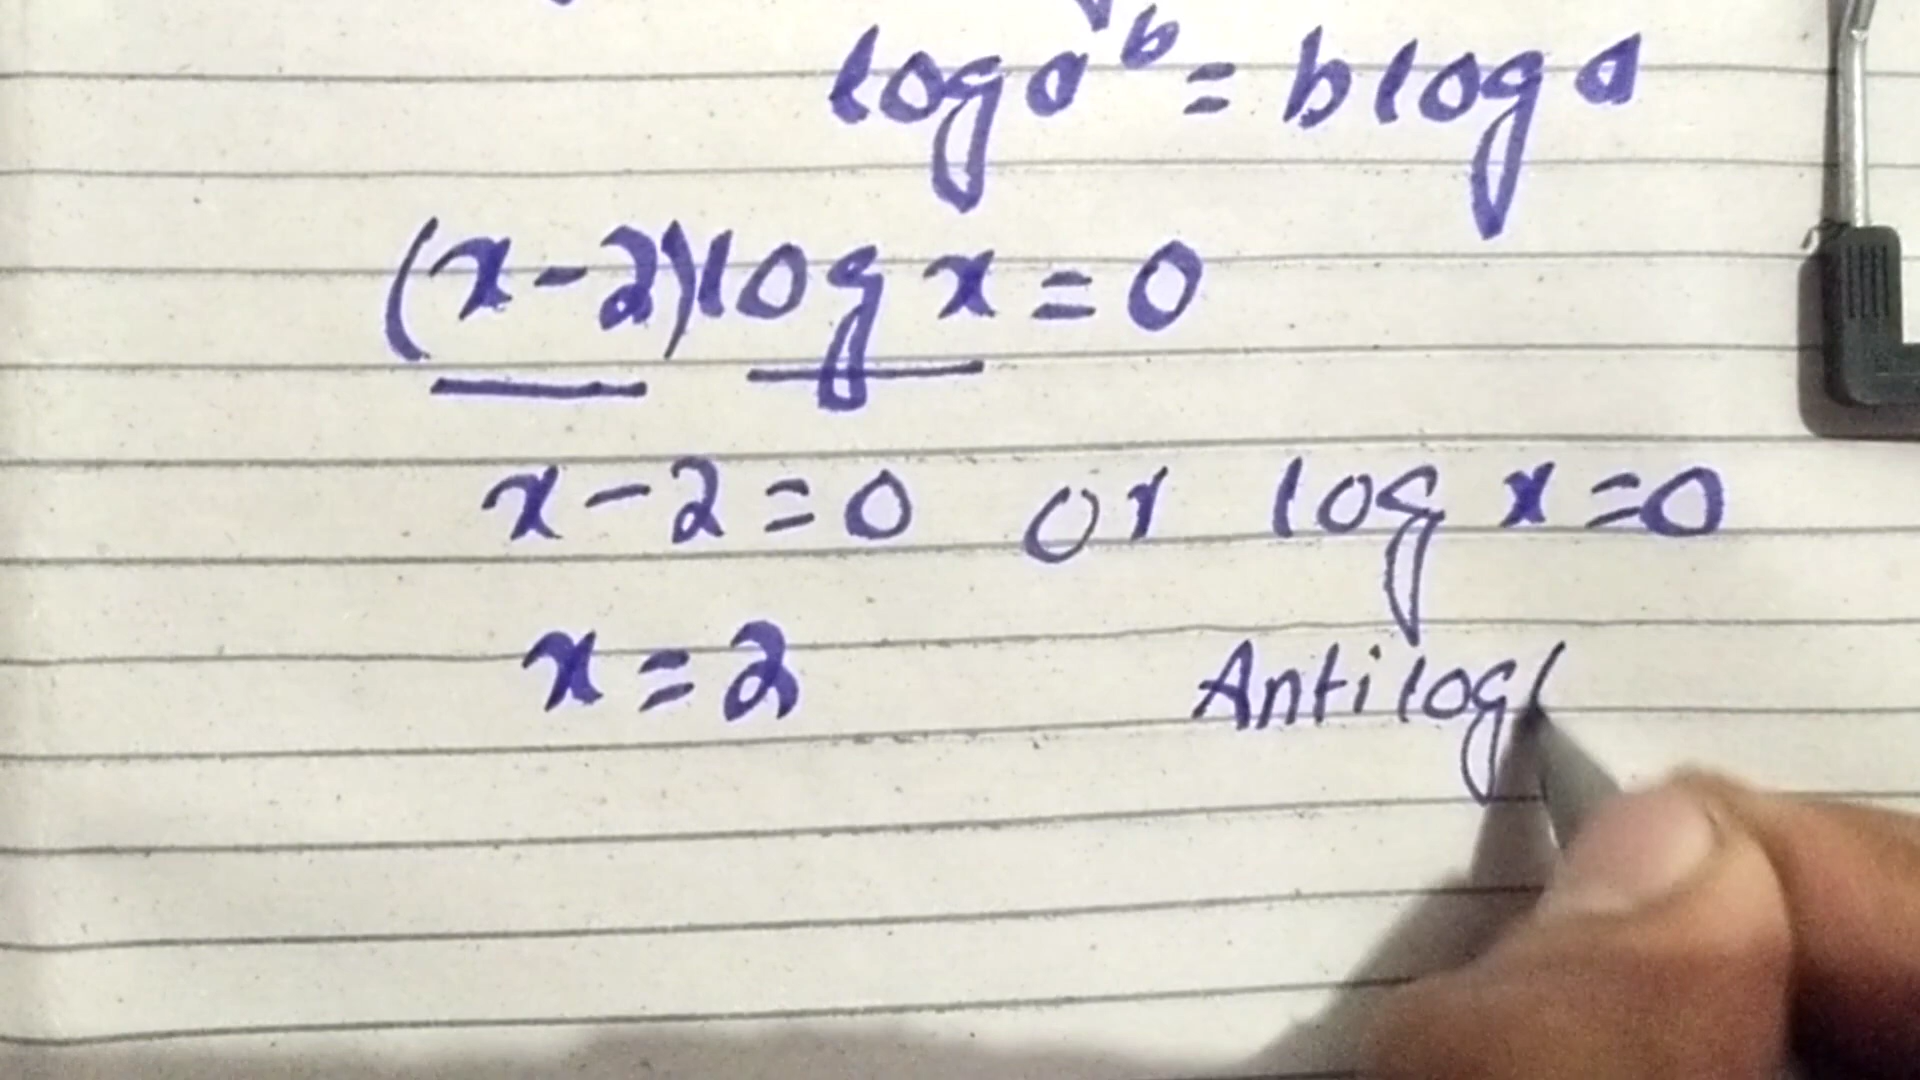 log a^b = b log a
(x-2) log x = 0
x - 2 = 0 or log x = 0
x = 2 Antilog(